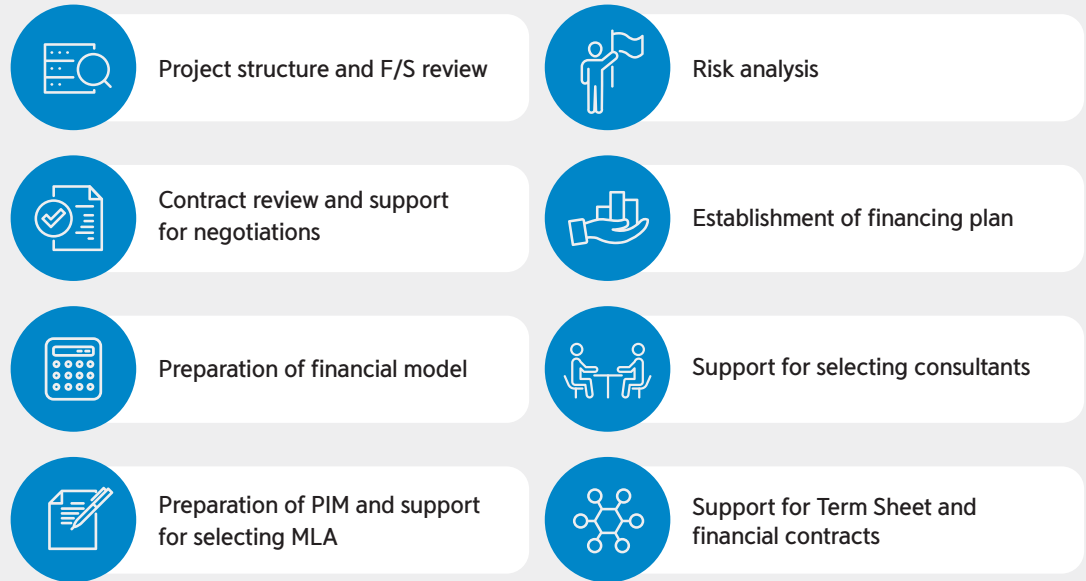 Project structure and F/S review
Risk analysis
Contract review and support
for negotiations
Establishment of financing plan
Preparation of financial model
Support for selecting consultants
Preparation of PIM and support
for selecting MLA
Support for Term Sheet and
financial contracts